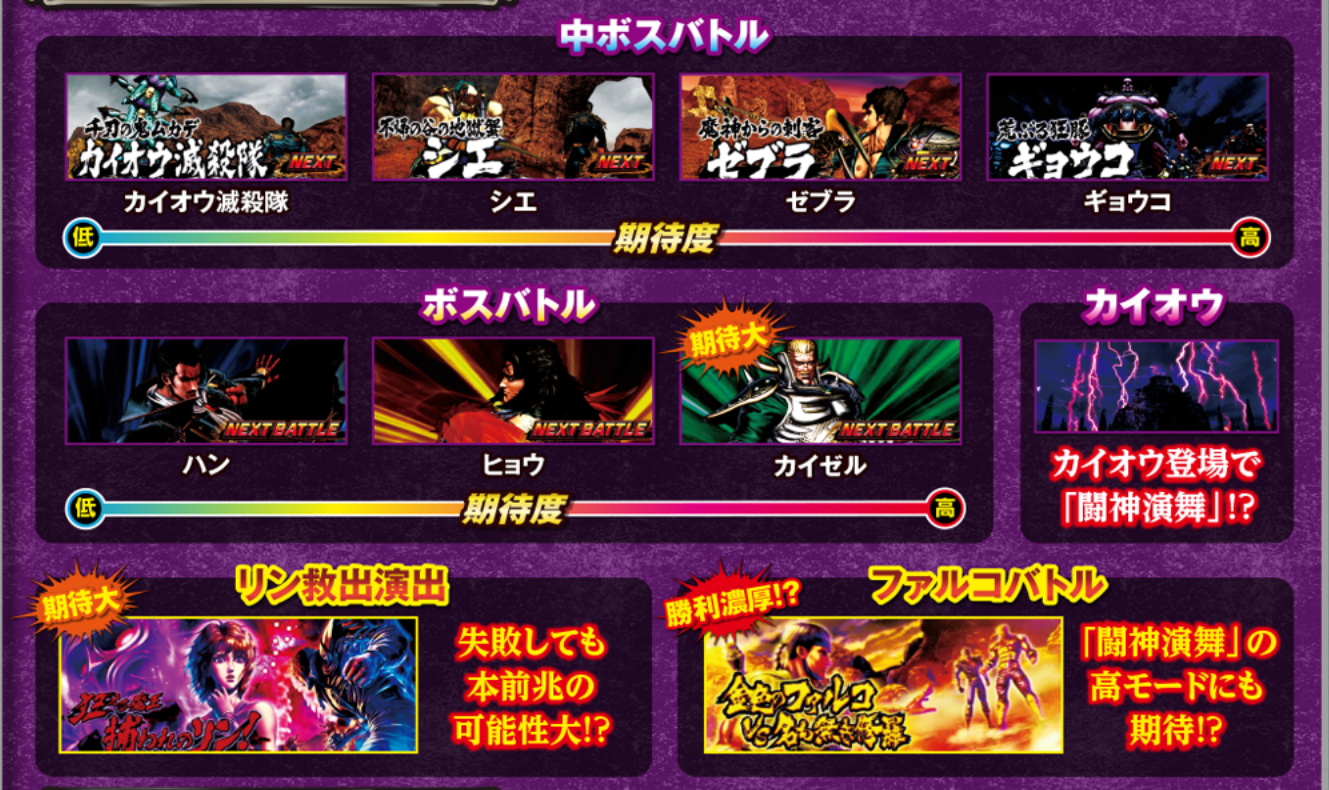 中ボスバトル
千刃の鬼ムカデ
カイオウ滅殺隊
NEXT
不帰の谷の地獄蛋
シエ
NEXT
魔神からの刺客
ゼブラ
NEXT
荒ぶる狂豚
ギョウコ
NEXT
カイオウ滅殺隊
シエ
ゼブラ
ギョウコ
低
期待度
高
ボスバトル
NEXT BATTLE
NEXT BATTLE
期待大
NEXT BATTLE
ハン
ヒョウ
カイゼル
低
期待度
高
カイオウ
カイオウ登場で
「闘神演舞」!?
リン救出演出
期待大
捕われのリン!
失敗しても
本前兆の
可能性大!?
ファルコバトル
勝利濃厚!?
金色のファルコ
VS名も無き修羅
「闘神演舞」の
高モードにも
期待!?